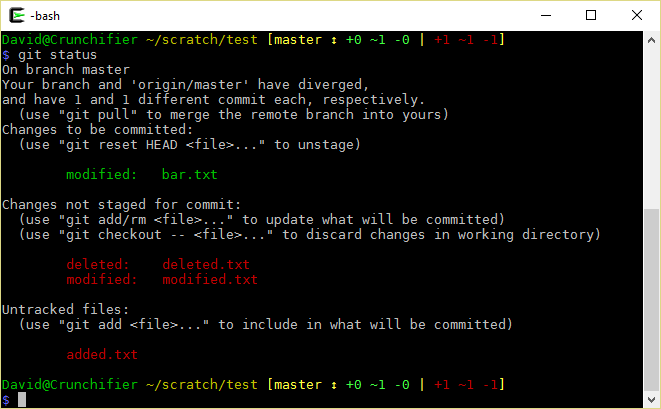 -bash
David@Crunchifier ~/scratch/test [master ↕ +0 ~1 -0 | +1 ~1 -1]
$ git status
On branch master
Your branch and 'origin/master' have diverged,
and have 1 and 1 different commit each, respectively.
  (use "git pull" to merge the remote branch into yours)
Changes to be committed:
  (use "git reset HEAD <file>..." to unstage)

        modified:   bar.txt

Changes not staged for commit:
  (use "git add/rm <file>..." to update what will be committed)
  (use "git checkout -- <file>..." to discard changes in working directory)

        deleted:    deleted.txt
        modified:   modified.txt

Untracked files:
  (use "git add <file>..." to include in what will be committed)

        added.txt

David@Crunchifier ~/scratch/test [master ↕ +0 ~1 -0 | +1 ~1 -1]
$